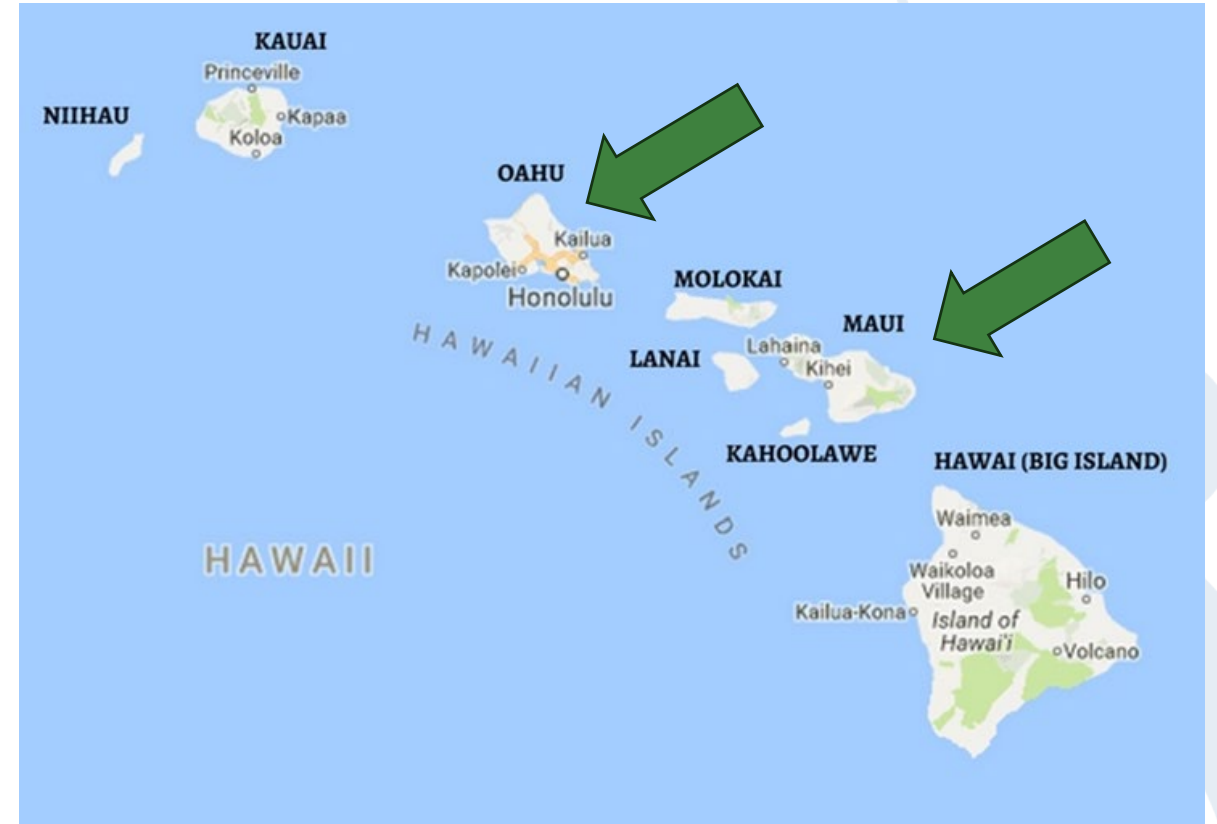 KAUAI
Princeville
NIIHAU
Kapaa
Koloa
OAHU
Kailua
Kapolei
Honolulu
MOLOKAI
MAUI
Lahaina
LANAI
Kihei
HAWAIIAN ISLANDS
KAHOOLAWE
HAWAI (BIG ISLAND)
Waimea
HAWAII
Waikoloa
Village
Hilo
Kailua-Kona
Island of
Hawai'i
Volcano